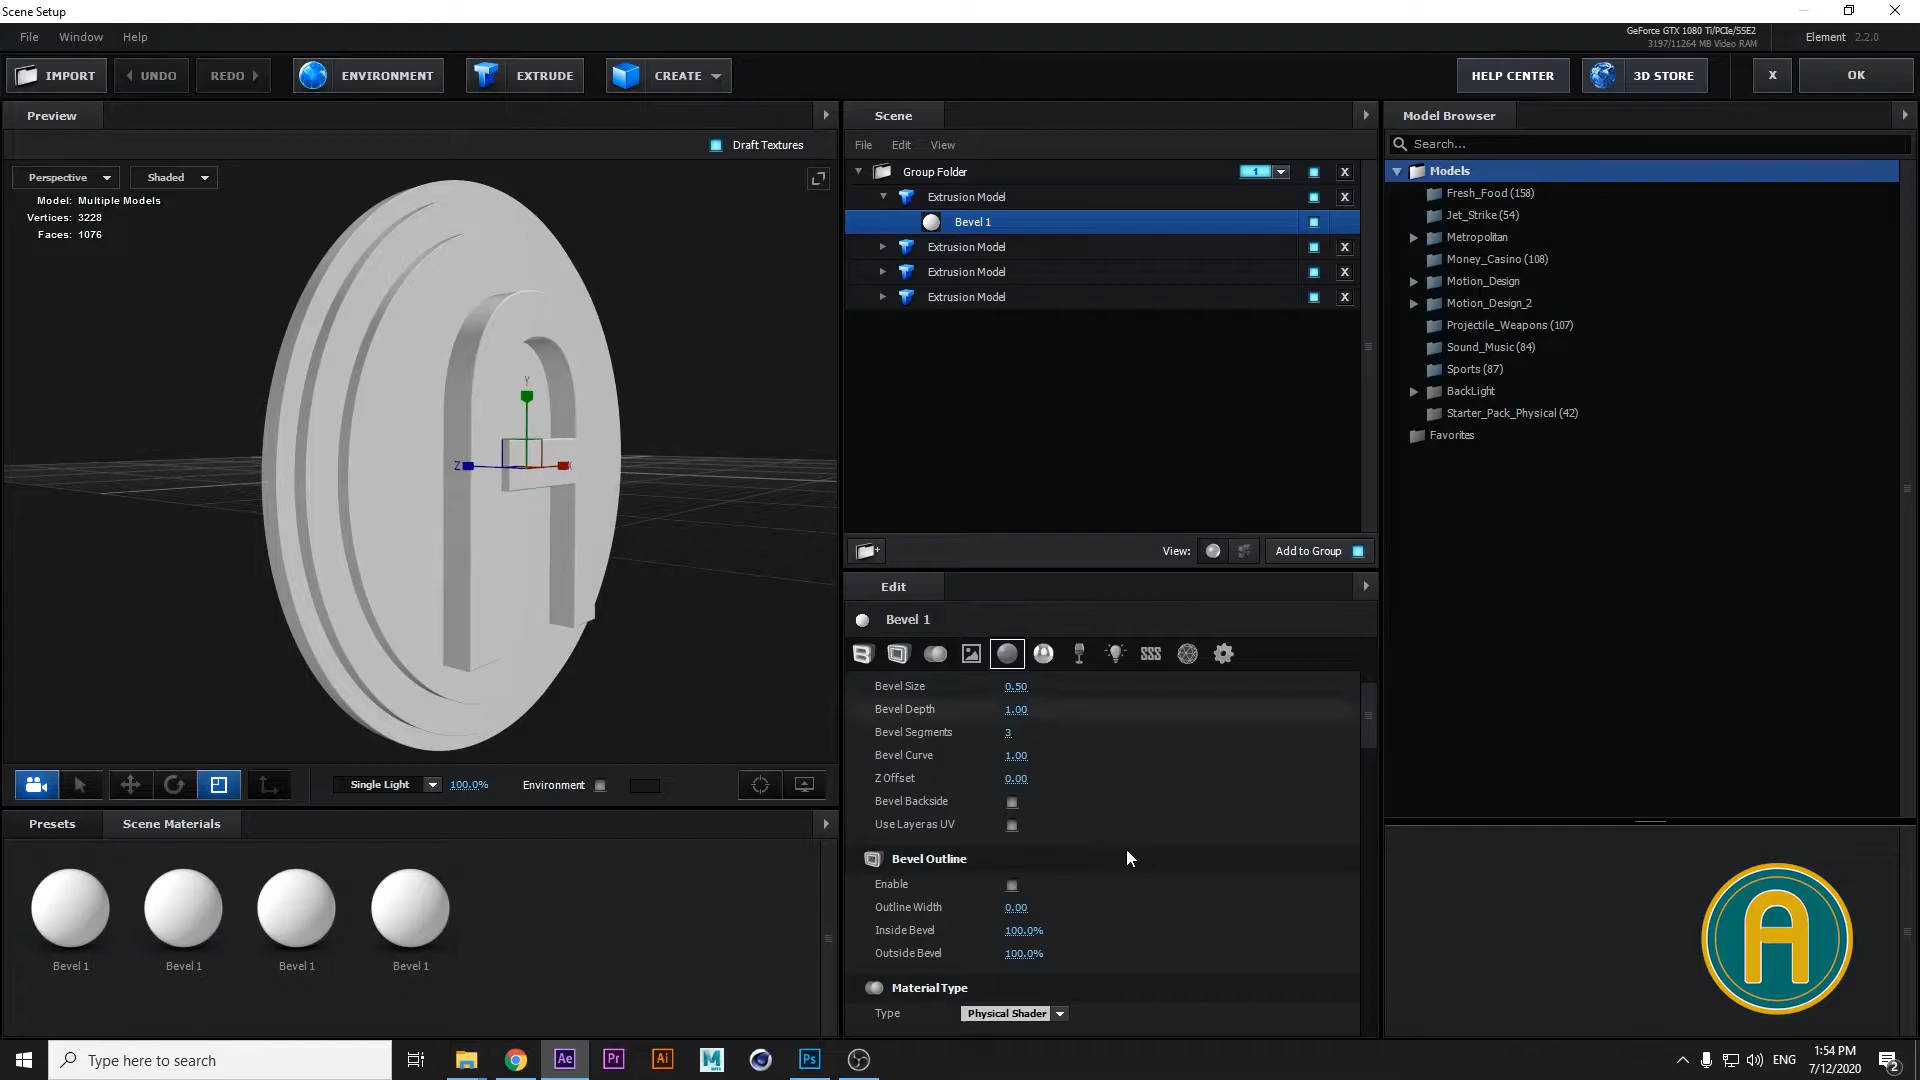 Scene Setup
File Window Help
GeForce GTX 1080 Ti/PCIe/SSE2
3197/11264 MB Video RAM
Element 2.2.0
IMPORT UNDO REDO ENVIRONMENT EXTRUDE CREATE HELP CENTER 3D STORE X OK
Preview
Draft Textures
Perspective Shaded
Model: Multiple Models
Vertices: 3228
Faces: 1076
Y
Z
Single Light 100.0% Environment
Presets Scene Materials
Bevel 1 Bevel 1 Bevel 1 Bevel 1
Scene
File Edit View
Group Folder 1 X
Extrusion Model X
Bevel 1
Extrusion Model X
Extrusion Model X
Extrusion Model X
View: Add to Group
Edit
Bevel 1
Bevel Size 0.50
Bevel Depth 1.00
Bevel Segments 3
Bevel Curve 1.00
Z Offset 0.00
Bevel Backside
Use Layer as UV
Bevel Outline
Enable
Outline Width 0.00
Inside Bevel 100.0%
Outside Bevel 100.0%
Material Type
Type Physical Shader
Model Browser
Search...
Models
Fresh_Food (158)
Jet_Strike (54)
Metropolitan
Money_Casino (108)
Motion_Design
Motion_Design_2
Projectile_Weapons (107)
Sound_Music (84)
Sports (87)
BackLight
Starter_Pack_Physical (42)
Favorites
A
Type here to search
Ae Pr Ai M Ps
ENG
1:54 PM
7/12/2020
2